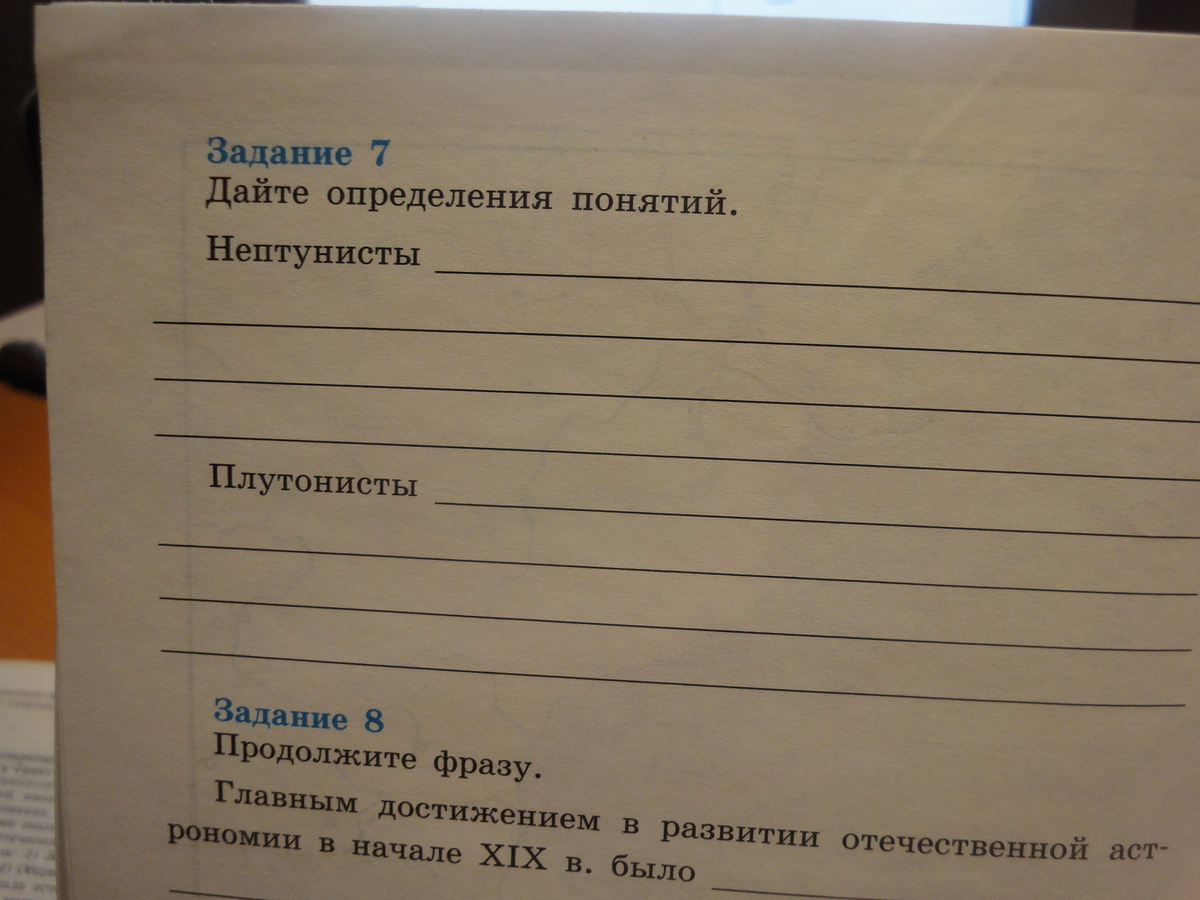 Задание 7
Дайте определения понятий.
Нептунисты
Плутонисты
Задание 8
Продолжите фразу.
Главным достижением в развитии отечественной аст-
рономии в начале XIX в. было